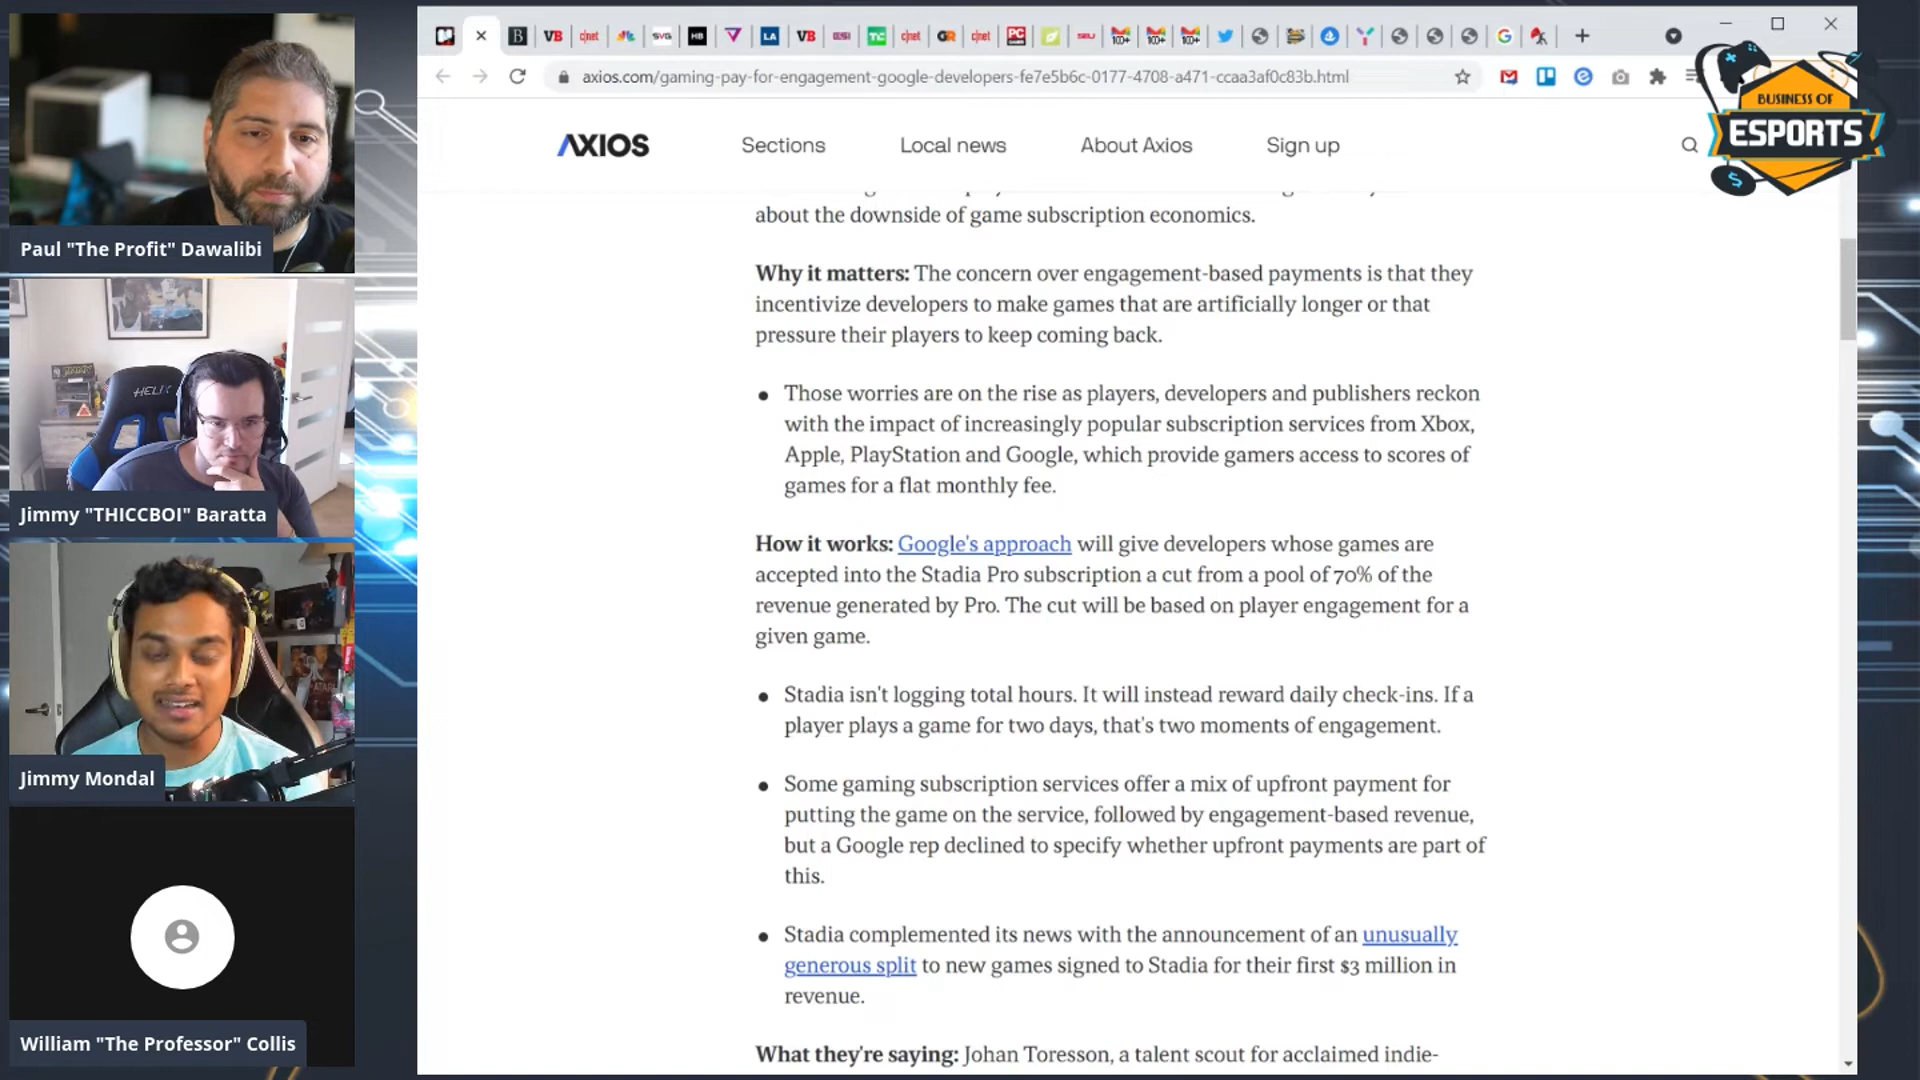 axios.com/gaming-pay-for-engagement-google-developers-fe7e5b6c-0177-4708-a471-ccaa3af0c83b.html
BUSINESS OF
ESPORTS
AXIOS
Sections
Local news
About Axios
Sign up
about the downside of game subscription economics.
Why it matters: The concern over engagement-based payments is that they
incentivize developers to make games that are artificially longer or that
pressure their players to keep coming back.
Those worries are on the rise as players, developers and publishers reckon
with the impact of increasingly popular subscription services from Xbox,
Apple, PlayStation and Google, which provide gamers access to scores of
games for a flat monthly fee.
How it works: Google's approach will give developers whose games are
accepted into the Stadia Pro subscription a cut from a pool of 70% of the
revenue generated by Pro. The cut will be based on player engagement for a
given game.
Stadia isn't logging total hours. It will instead reward daily check-ins. If a
player plays a game for two days, that's two moments of engagement.
Some gaming subscription services offer a mix of upfront payment for
putting the game on the service, followed by engagement-based revenue,
but a Google rep declined to specify whether upfront payments are part of
this.
Stadia complemented its news with the announcement of an unusually
generous split to new games signed to Stadia for their first $3 million in
revenue.
What they're saying: Johan Toresson, a talent scout for acclaimed indie-
Paul "The Profit" Dawalibi
HELIX
Jimmy "THICCBOI" Baratta
ATARI
Jimmy Mondal
William "The Professor" Collis